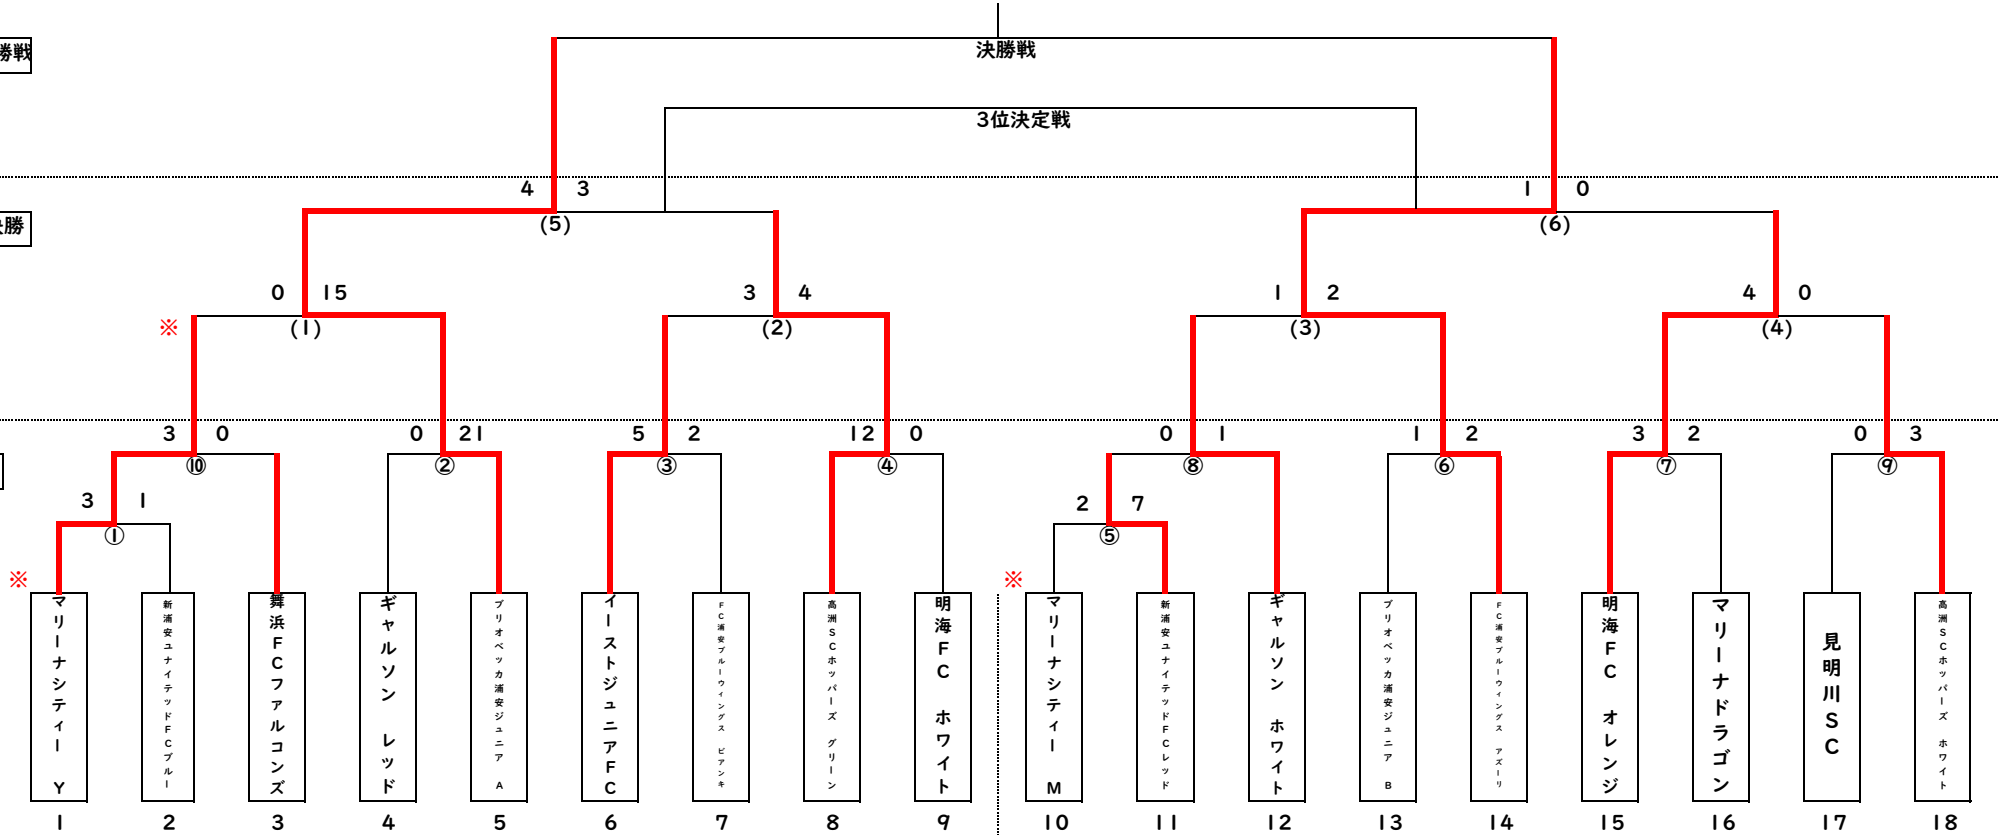 決勝戦
勝戦
3位決定戦
4 3 1 0
決勝
(5) (6)
0 15 3 4 1 2 4 0
※ (1) (2) (3) (4)
3 0 0 21 5 2 12 0 0 1 1 2 3 2 0 3
⑩ ② ③ ④ ⑧ ⑥ ⑦ ⑨
3 1 2 7
① ⑤
※ ※
マリーナシティー Y
新浦安ユナイテッドFCブルー
舞浜FCファルコンズ
ギャルソン レッド
ブリオベッカ浦安ジュニア A
イーストジュニアFC
FC浦安ブルーウィングス ビアンキ
高洲SCホッパーズ グリーン
明海FC ホワイト
マリーナシティー M
新浦安ユナイテッドFCレッド
ギャルソン ホワイト
ブリオベッカ浦安ジュニア B
FC浦安ブルーウィングス アズーリ
明海FC オレンジ
マリーナドラゴン
見明川SC
高洲SCホッパーズ ホワイト
1 2 3 4 5 6 7 8 9 10 11 12 13 14 15 16 17 18